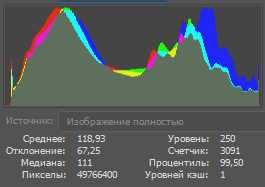 Источник: Изображение полностью
Среднее: 118,93 Уровень: 250
Отклонение: 67,25 Счетчик: 3091
Медиана: 111 Процентиль: 99,50
Пикселы: 49766400 Уровней кэш: 1